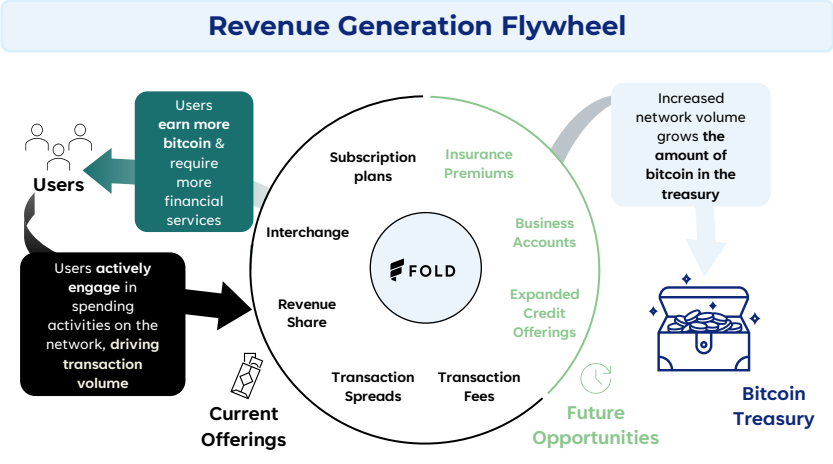 Revenue Generation Flywheel
Users
earn more
bitcoin &
require
more
financial
services
Users
Users actively
engage in
spending
activities on the
network, driving
transaction
volume
Subscription
plans
Interchange
Revenue
Share
Transaction
Spreads
Transaction
Fees
Current
Offerings
FOLD
Insurance
Premiums
Business
Accounts
Expanded
Credit
Offerings
Future
Opportunities
Increased
network volume
grows the
amount of
bitcoin in the
treasury
Bitcoin
Treasury